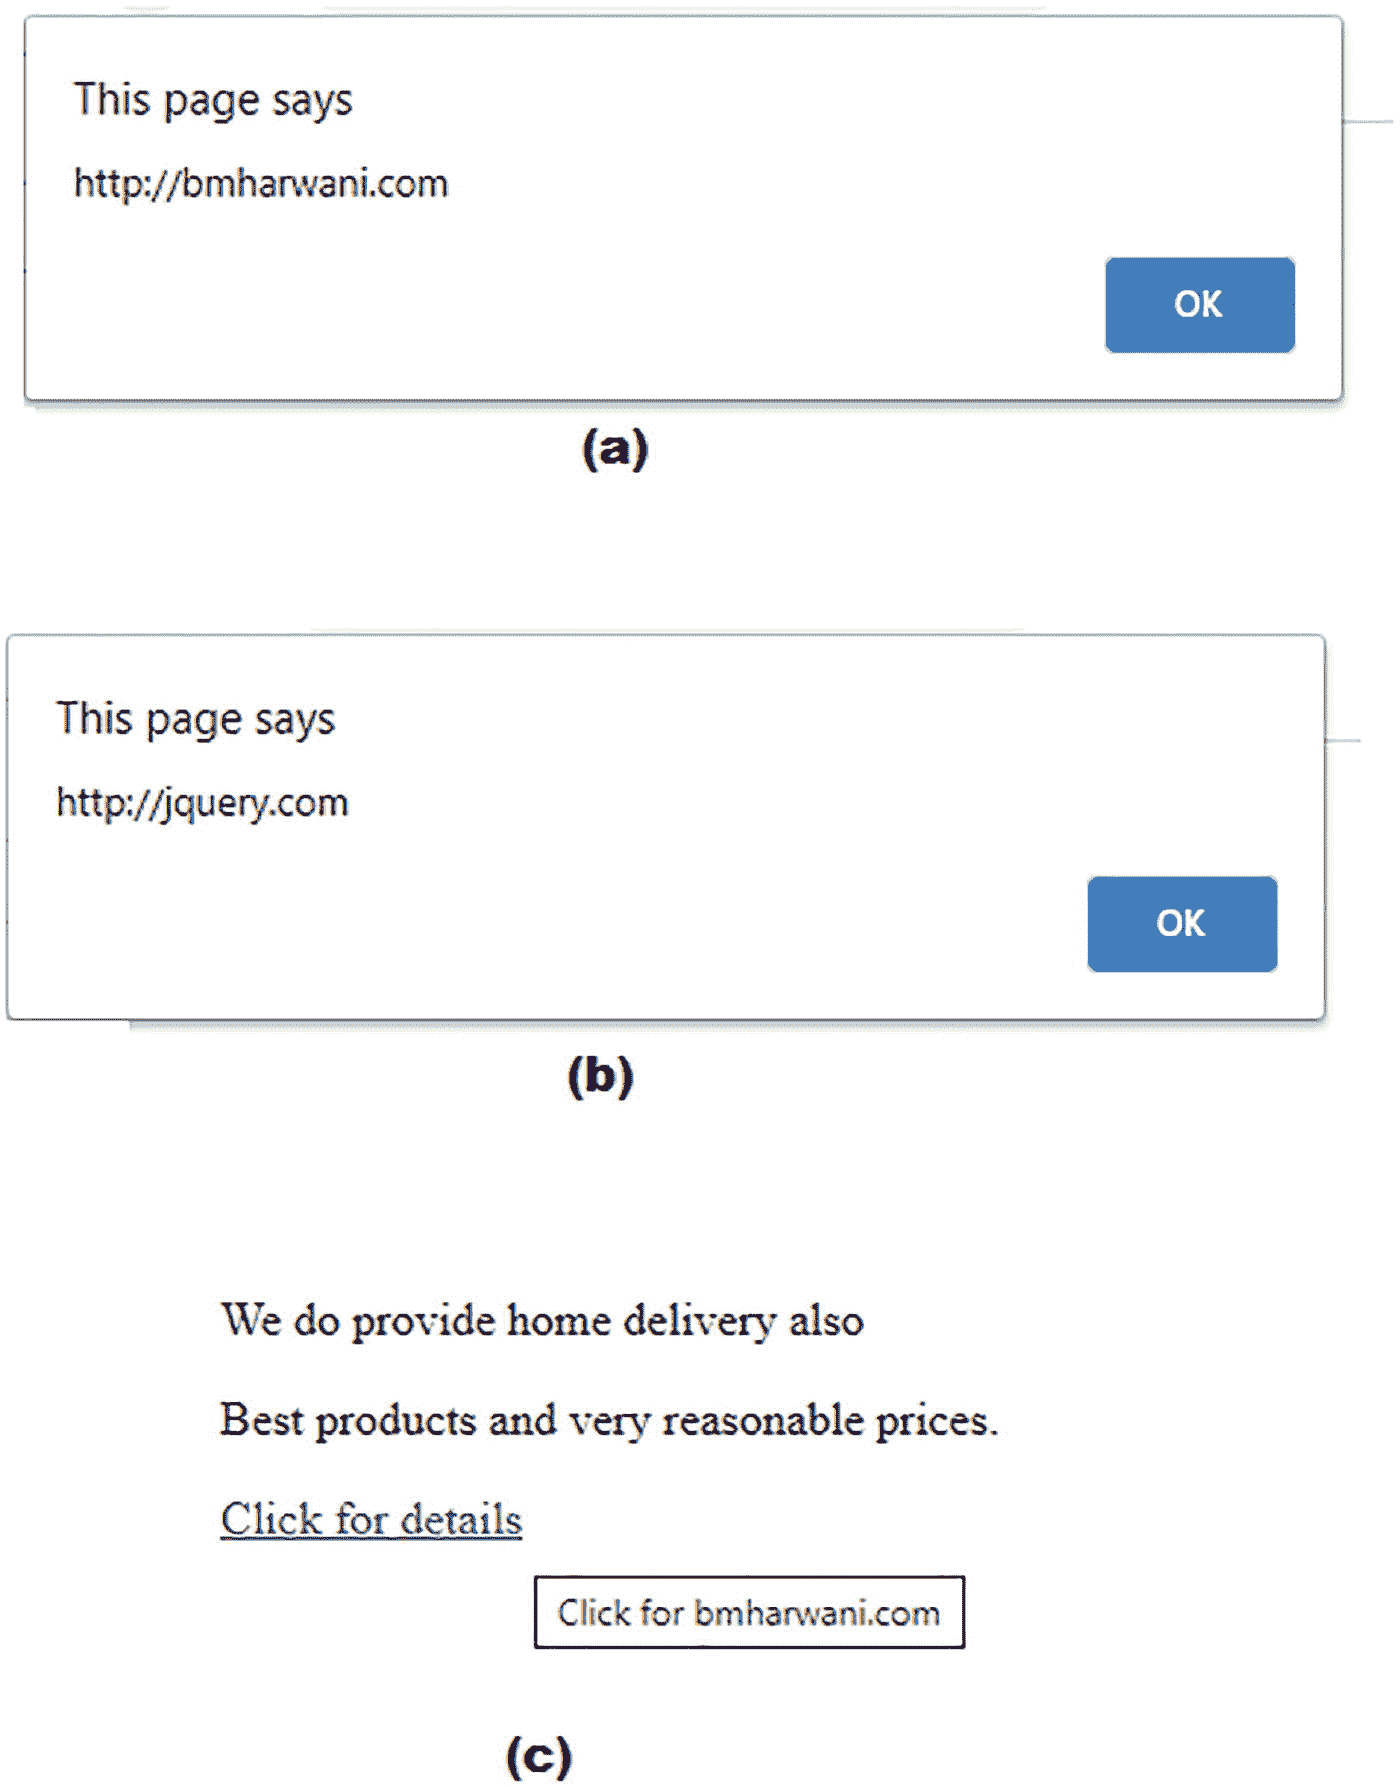 This page says
http://bmharwani.com
OK
(a)
This page says
http://jquery.com
OK
(b)
We do provide home delivery also
Best products and very reasonable prices.
Click for details
Click for bmharwani.com
(c)